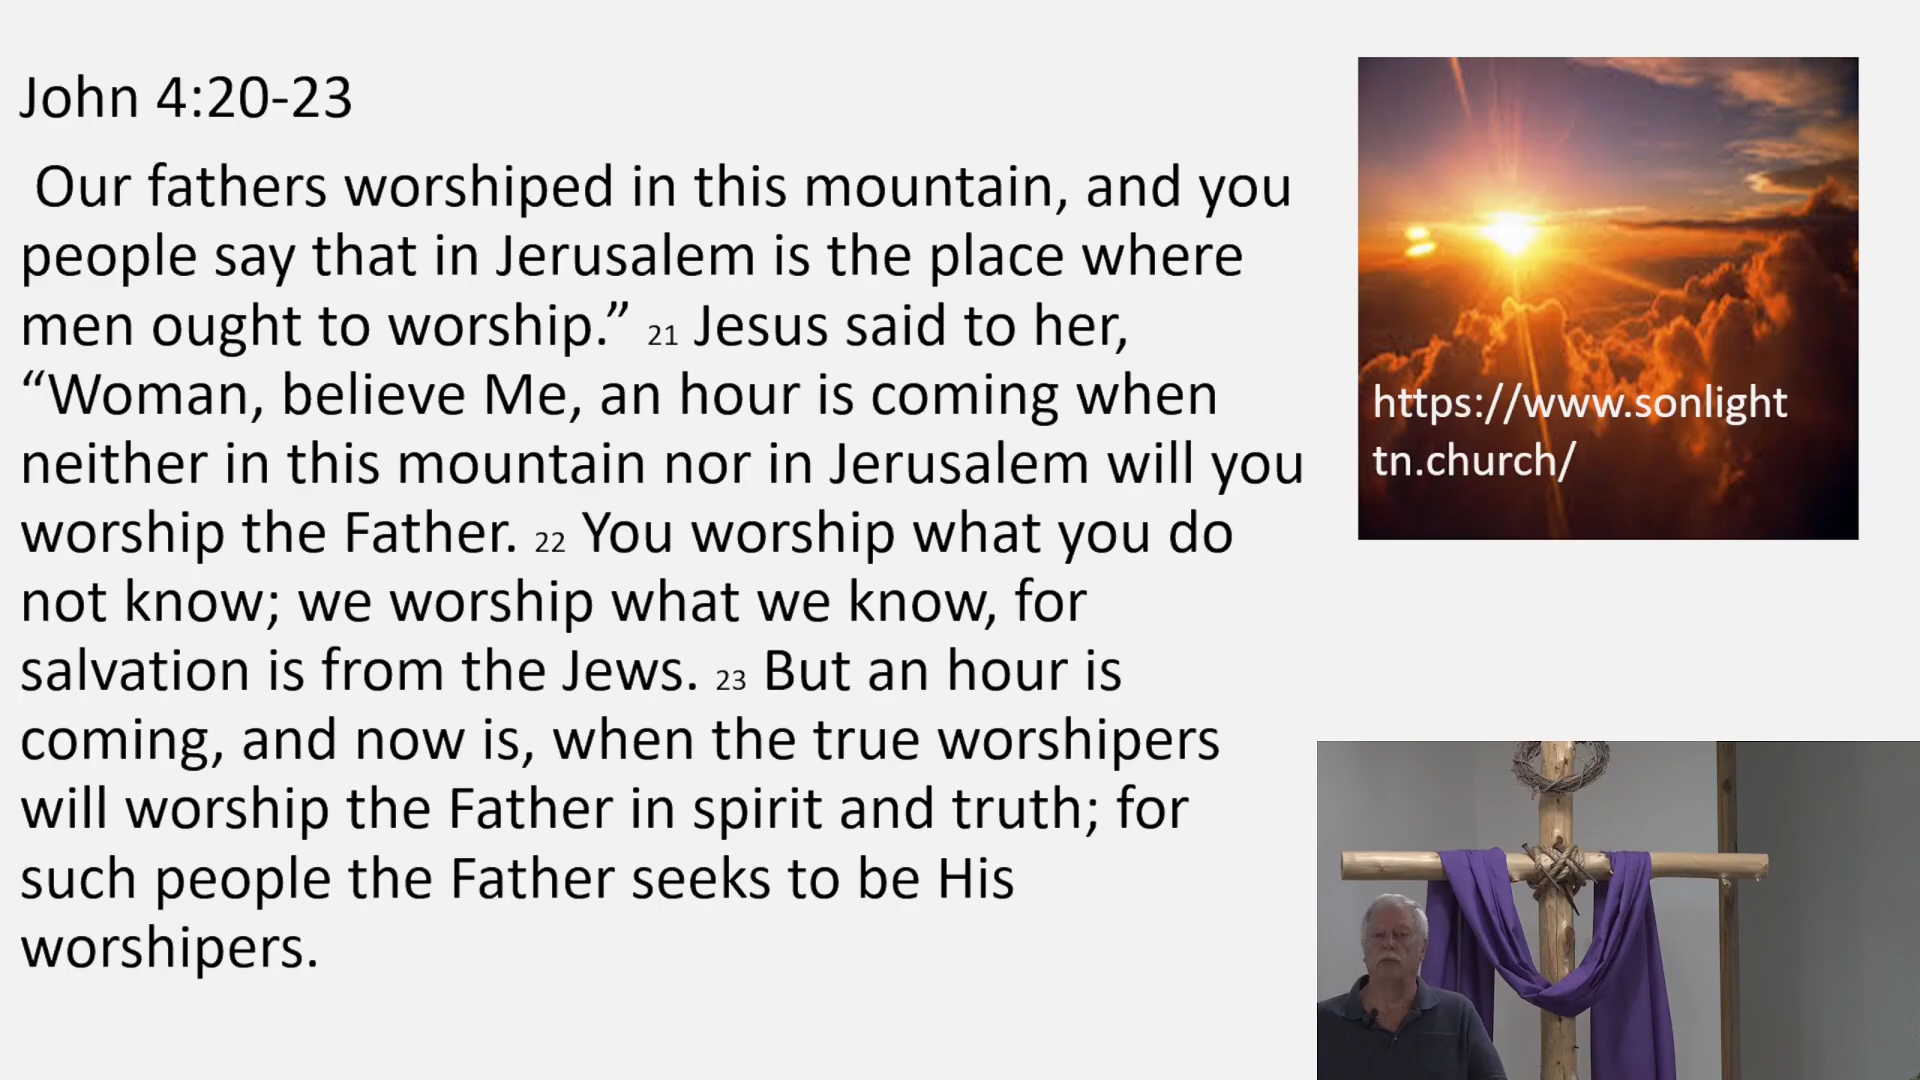 John 4:20-23
Our fathers worshiped in this mountain, and you
people say that in Jerusalem is the place where
men ought to worship.” 21 Jesus said to her,
“Woman, believe Me, an hour is coming when
neither in this mountain nor in Jerusalem will you
worship the Father. 22 You worship what you do
not know; we worship what we know, for
salvation is from the Jews. 23 But an hour is
coming, and now is, when the true worshipers
will worship the Father in spirit and truth; for
such people the Father seeks to be His
worshipers.
https://www.sonlight
tn.church/